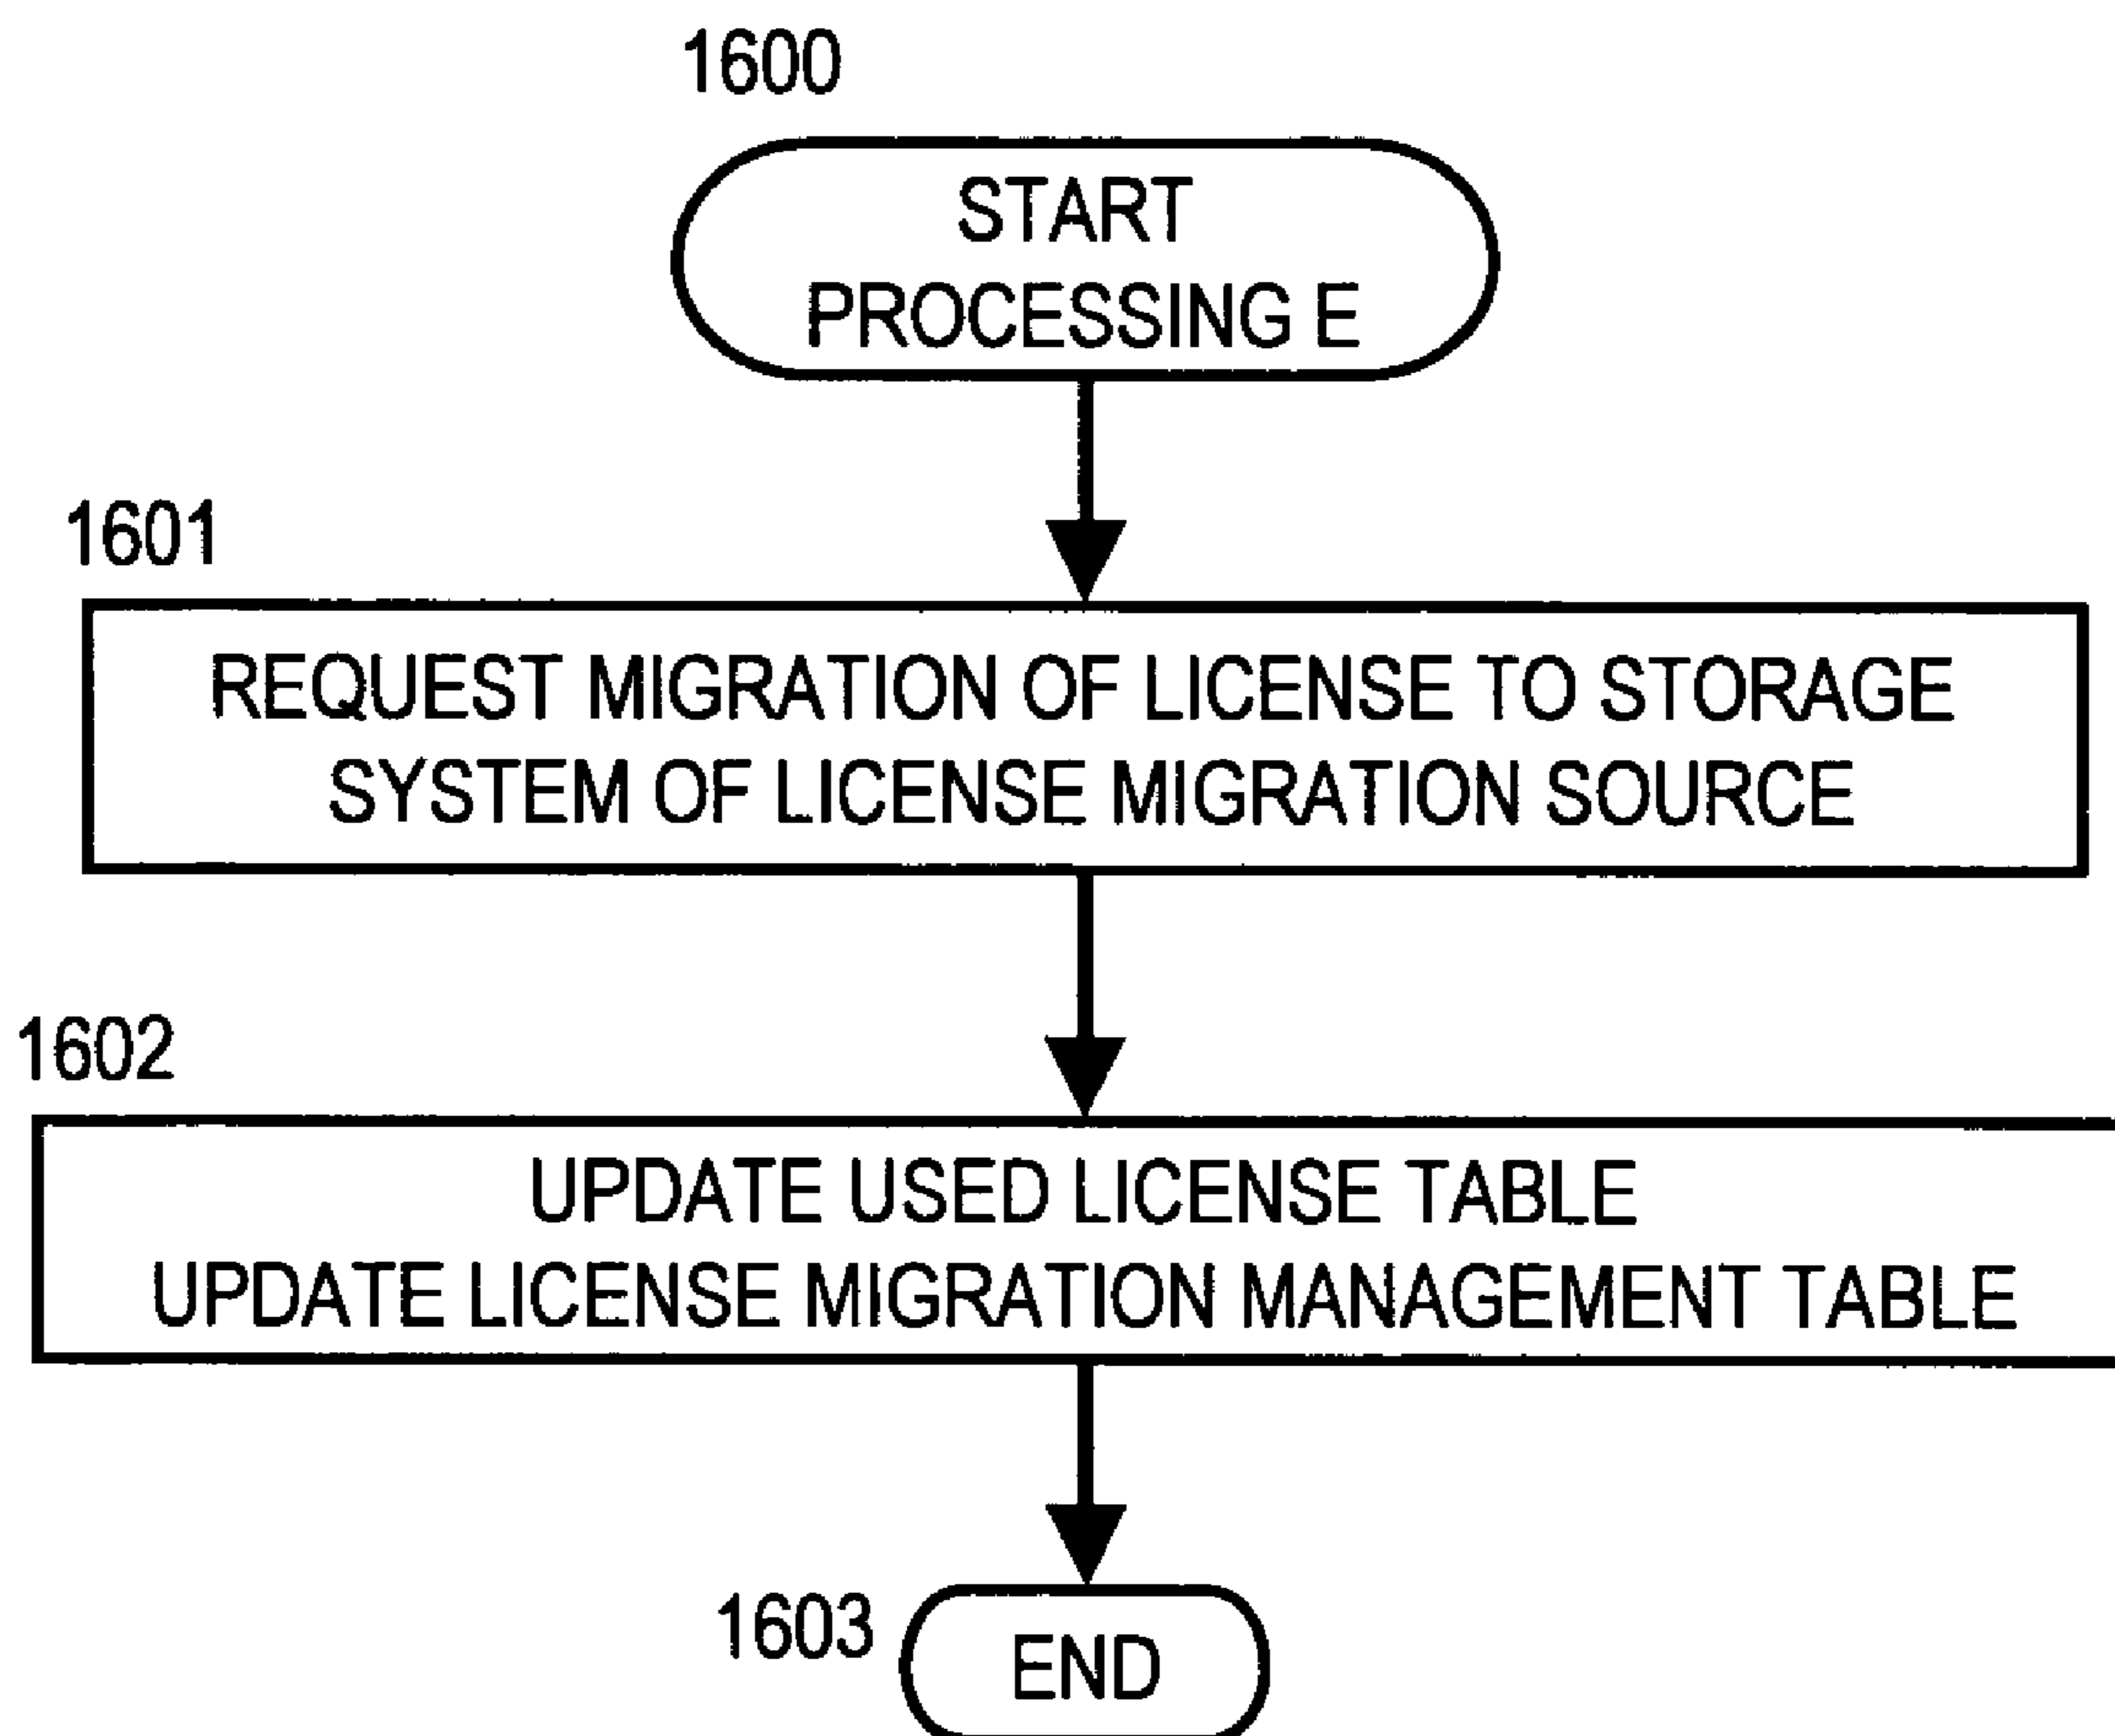 1600
START
PROCESSING E
1601
REQUEST MIGRATION OF LICENSE TO STORAGE
SYSTEM OF LICENSE MIGRATION SOURCE
1602
UPDATE USED LICENSE TABLE
UPDATE LICENSE MIGRATION MANAGEMENT TABLE
1603
END